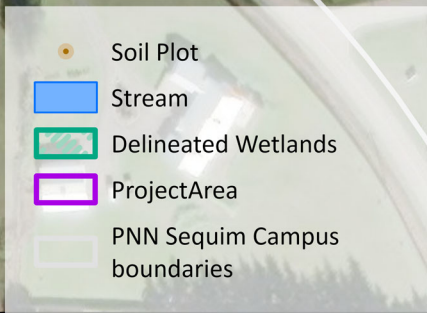 Soil Plot
Stream
Delineated Wetlands
ProjectArea
PNN Sequim Campus
boundaries